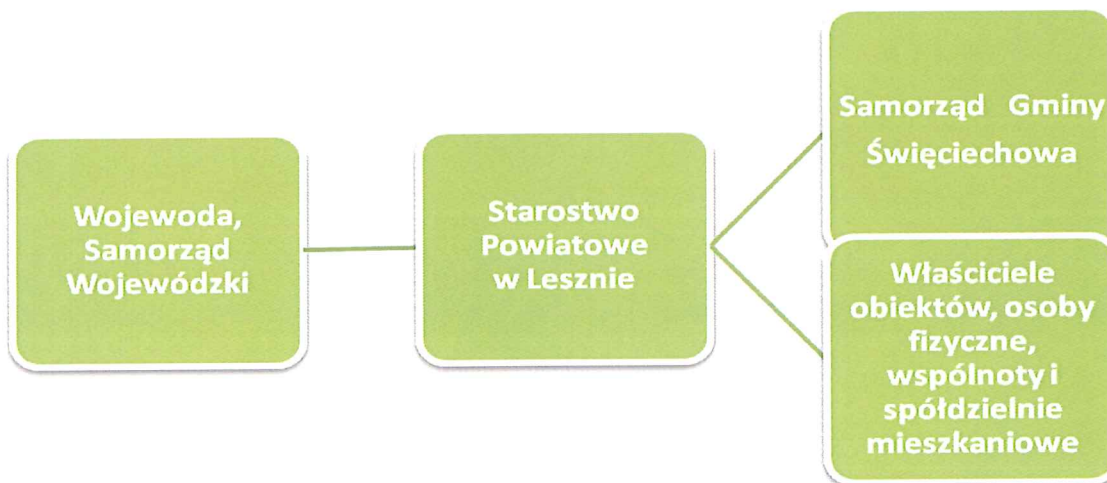 Wojewoda,
Samorząd
Wojewódzki
Starostwo
Powiatowe
w Lesznie
Samorząd Gminy
Święciechowa
Właściciele
obiektów, osoby
fizyczne,
wspólnoty i
spółdzielnie
mieszkaniowe